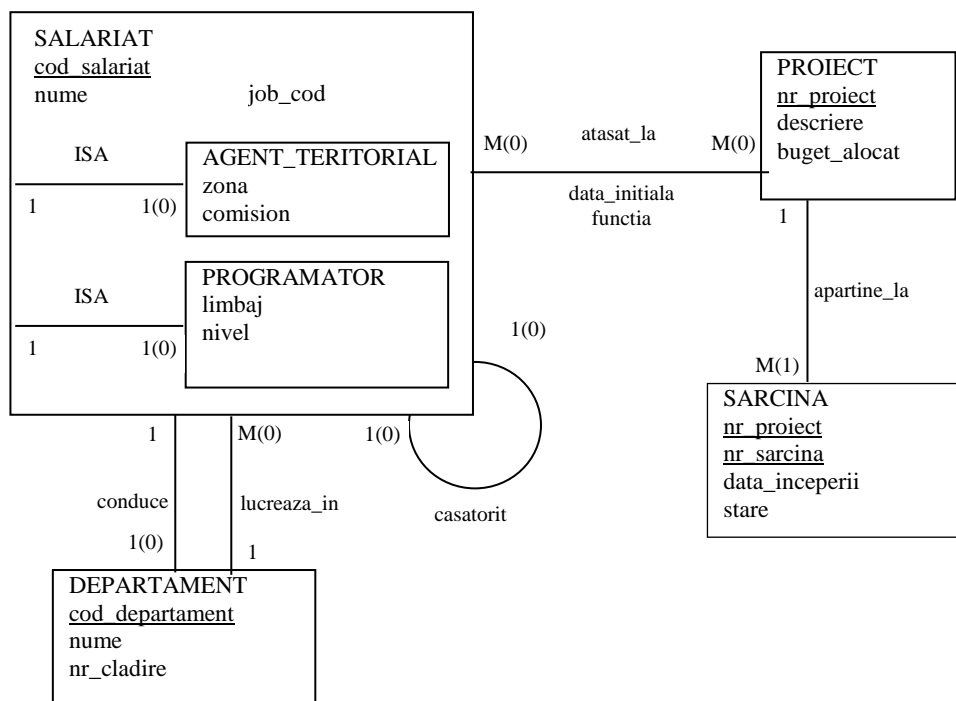 SALARIAT
cod_salariat
nume job_cod
ISA
1 1(0)
AGENT_TERITORIAL
zona
comision
ISA
1 1(0)
PROGRAMATOR
limbaj
nivel
M(0) atasat_la M(0)
data_initiala
functia
PROIECT
nr_proiect
descriere
buget_alocat
1
apartine_la
M(1)
SARCINA
nr_proiect
nr_sarcina
data_inceperii
stare
1(0)
1(0)
casatorit
1 M(0)
conduce lucreaza_in
1(0) 1
DEPARTAMENT
cod_departament
nume
nr_cladire